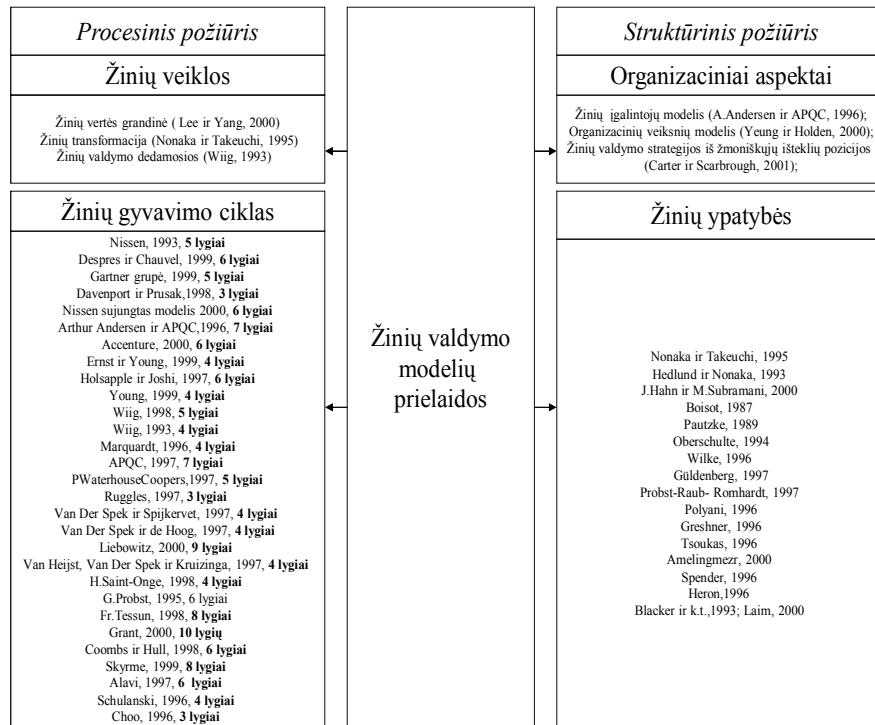 Procesinis požiūris
Žinių veiklos
Žinių vertės grandinė ( Lee ir Yang, 2000)
Žinių transformacija (Nonaka ir Takeuchi, 1995)
Žinių valdymo dedamosios (Wiig, 1993)
Žinių gyvavimo ciklas
Nissen, 1993, 5 lygiai
Despres ir Chauvel, 1999, 6 lygiai
Gartner grupė, 1999, 5 lygiai
Davenport ir Prusak,1998, 3 lygiai
Nissen sujungtas modelis 2000, 6 lygiai
Arthur Andersen ir APQC,1996, 7 lygiai
Accenture, 2000, 6 lygiai
Ernst ir Young, 1999, 4 lygiai
Holsapple ir Joshi, 1997, 6 lygiai
Young, 1999, 4 lygiai
Wiig, 1998, 5 lygiai
Wiig, 1993, 4 lygiai
Marquardt, 1996, 4 lygiai
APQC, 1997, 7 lygiai
PWaterhouseCoopers,1997, 5 lygiai
Ruggles, 1997, 3 lygiai
Van Der Spek ir Spijkervet, 1997, 4 lygiai
Van Der Spek ir de Hoog, 1997, 4 lygiai
Liebowitz, 2000, 9 lygiai
Van Heijst, Van Der Spek ir Kruizinga, 1997, 4 lygiai
H.Saint-Onge, 1998, 4 lygiai
G.Probst, 1995, 6 lygiai
Fr.Tessun, 1998, 8 lygiai
Grant, 2000, 10 lygių
Coombs ir Hull, 1998, 6 lygiai
Skyrme, 1999, 8 lygiai
Alavi, 1997, 6 lygiai
Schulanski, 1996, 4 lygiai
Choo, 1996, 3 lygiai
Žinių valdymo
modelių
prielaidos
Struktūrinis požiūris
Organizaciniai aspektai
Žinių įgalintojų modelis (A.Andersen ir APQC, 1996);
Organizacinių veiksnių modelis (Yeung ir Holden, 2000);
Žinių valdymo strategijos iš žmoniškųjų išteklių pozicijos
(Carter ir Scarbrough, 2001);
Žinių ypatybės
Nonaka ir Takeuchi, 1995
Hedlund ir Nonaka, 1993
J.Hahn ir M.Subramani, 2000
Boisot, 1987
Pautzke, 1989
Oberschulte, 1994
Wilke, 1996
Güldenberg, 1997
Probst-Raub- Romhardt, 1997
Polyani, 1996
Greshner, 1996
Tsoukas, 1996
Amelingmezr, 2000
Spender, 1996
Heron,1996
Blacker ir k.t.,1993; Laim, 2000